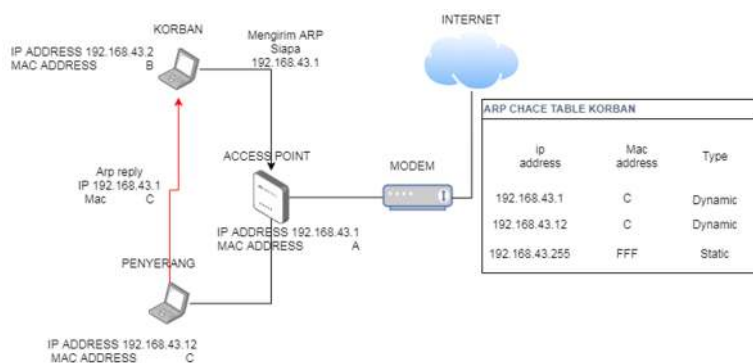 KORBAN
IP ADDRESS 192.168.43.2
MAC ADDRESS B
Mengirim ARP
Siapa
192.168.43.1
INTERNET
Arp reply
IP 192.168.43.1
Mac C
ACCESS POINT
IP ADDRESS 192.168.43.1
MAC ADDRESS A
MODEM
PENYERANG
IP ADDRESS 192.168.43.12
MAC ADDRESS C
ARP CHACE TABLE KORBAN
ip address Mac address Type
192.168.43.1 C Dynamic
192.168.43.12 C Dynamic
192.168.43.255 FFF Static